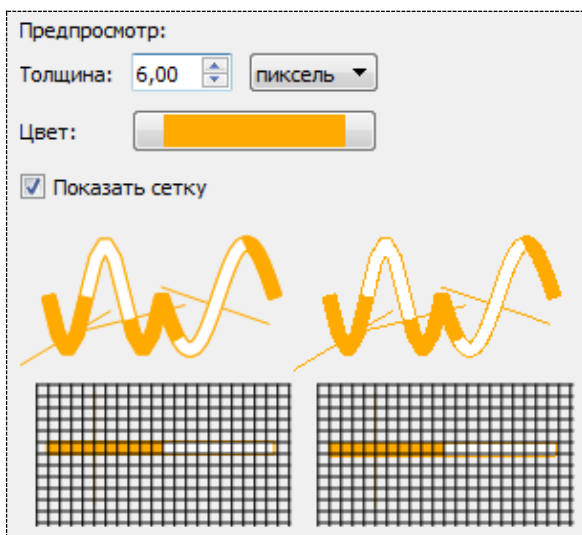 Предпросмотр:
Толщина: 6,00 пиксель
Цвет:
Показать сетку